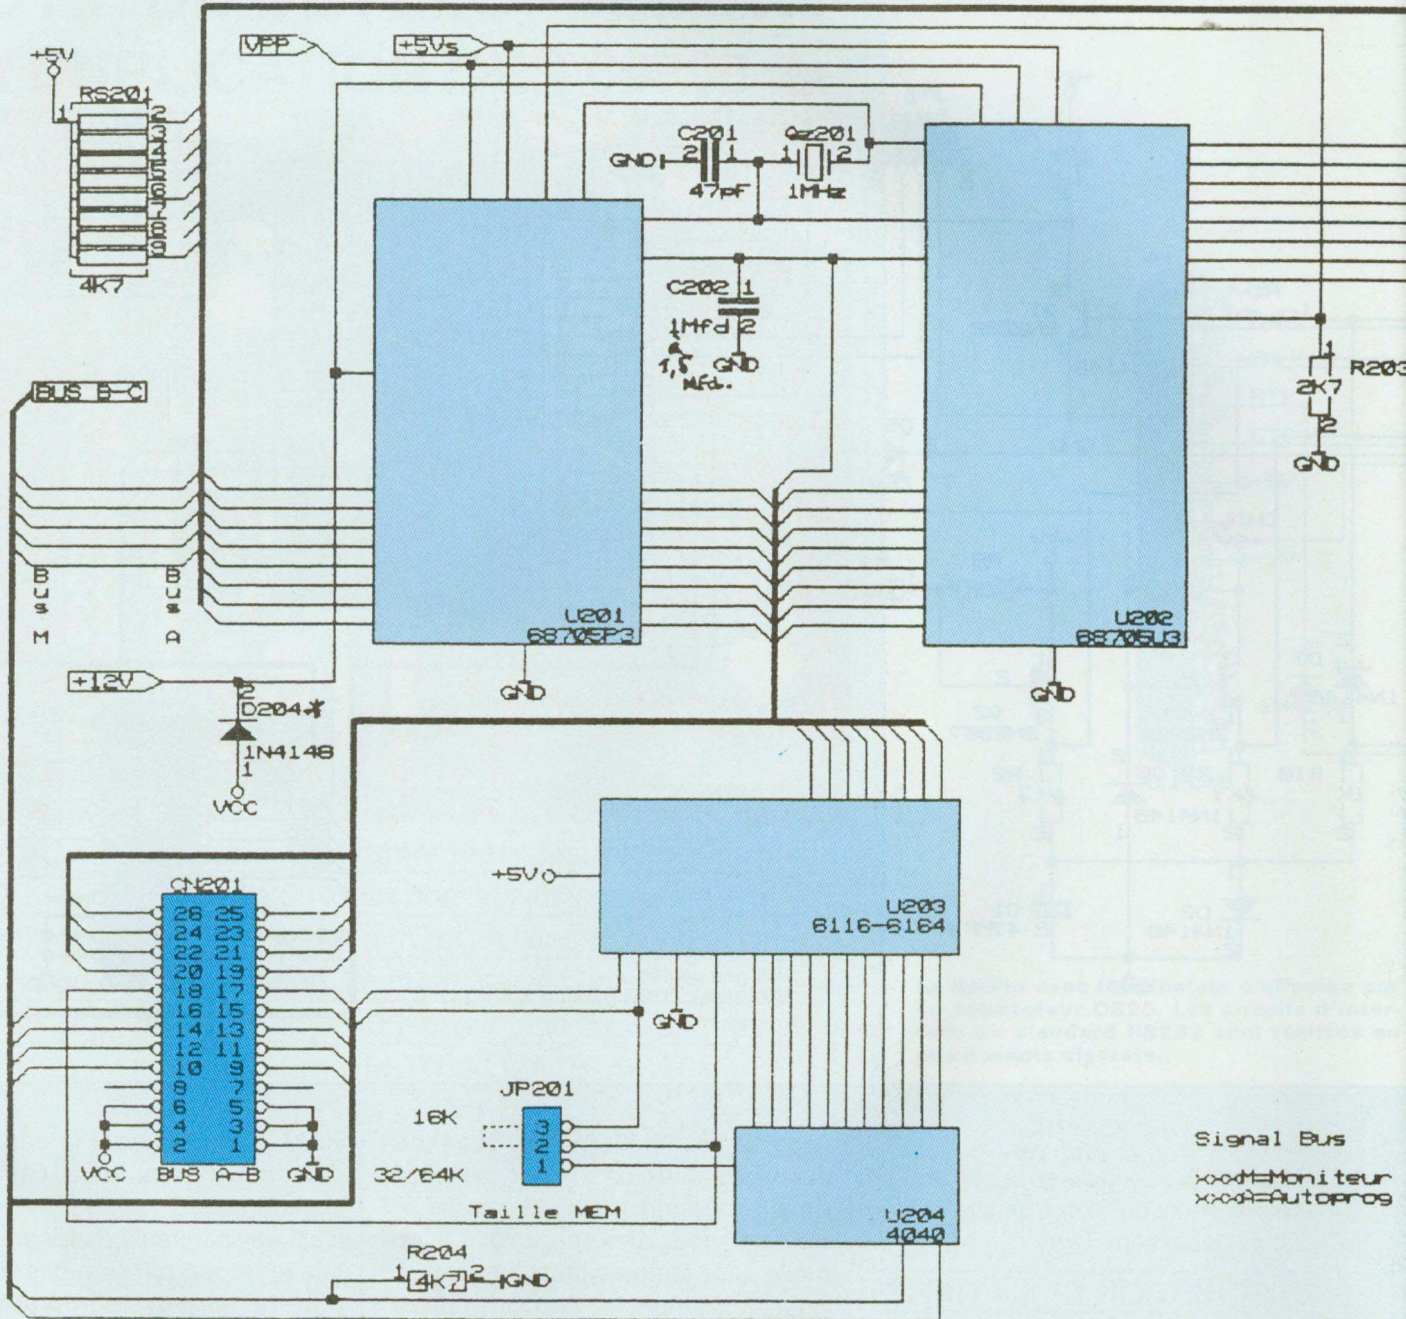 +5V
VPP
+5Vs
RS201
1
2
3
4
5
6
7
8
9
4K7
C201
GND
2
1
47pF
Qz201
1
2
1MHz
C202
1
1Mfd
2
GND
1,5
Mfd.
1
R203
2K7
2
GND
BUS B-C
Bus M
Bus A
U201
68705P3
GND
U202
68705U3
GND
+12V
2
D204*
1N4148
1
VCC
+5V
U203
6116-6164
GND
CN201
26 25
24 23
22 21
20 19
18 17
16 15
14 13
12 11
10 9
8 7
6 5
4 3
2 1
VCC
BUS A-B
GND
JP201
16K
3
2
1
32/64K
Taille MEM
U204
4040
R204
1
4K7
2
GND
Signal Bus
xxxM=Moniteur
xxxA=Autoprog